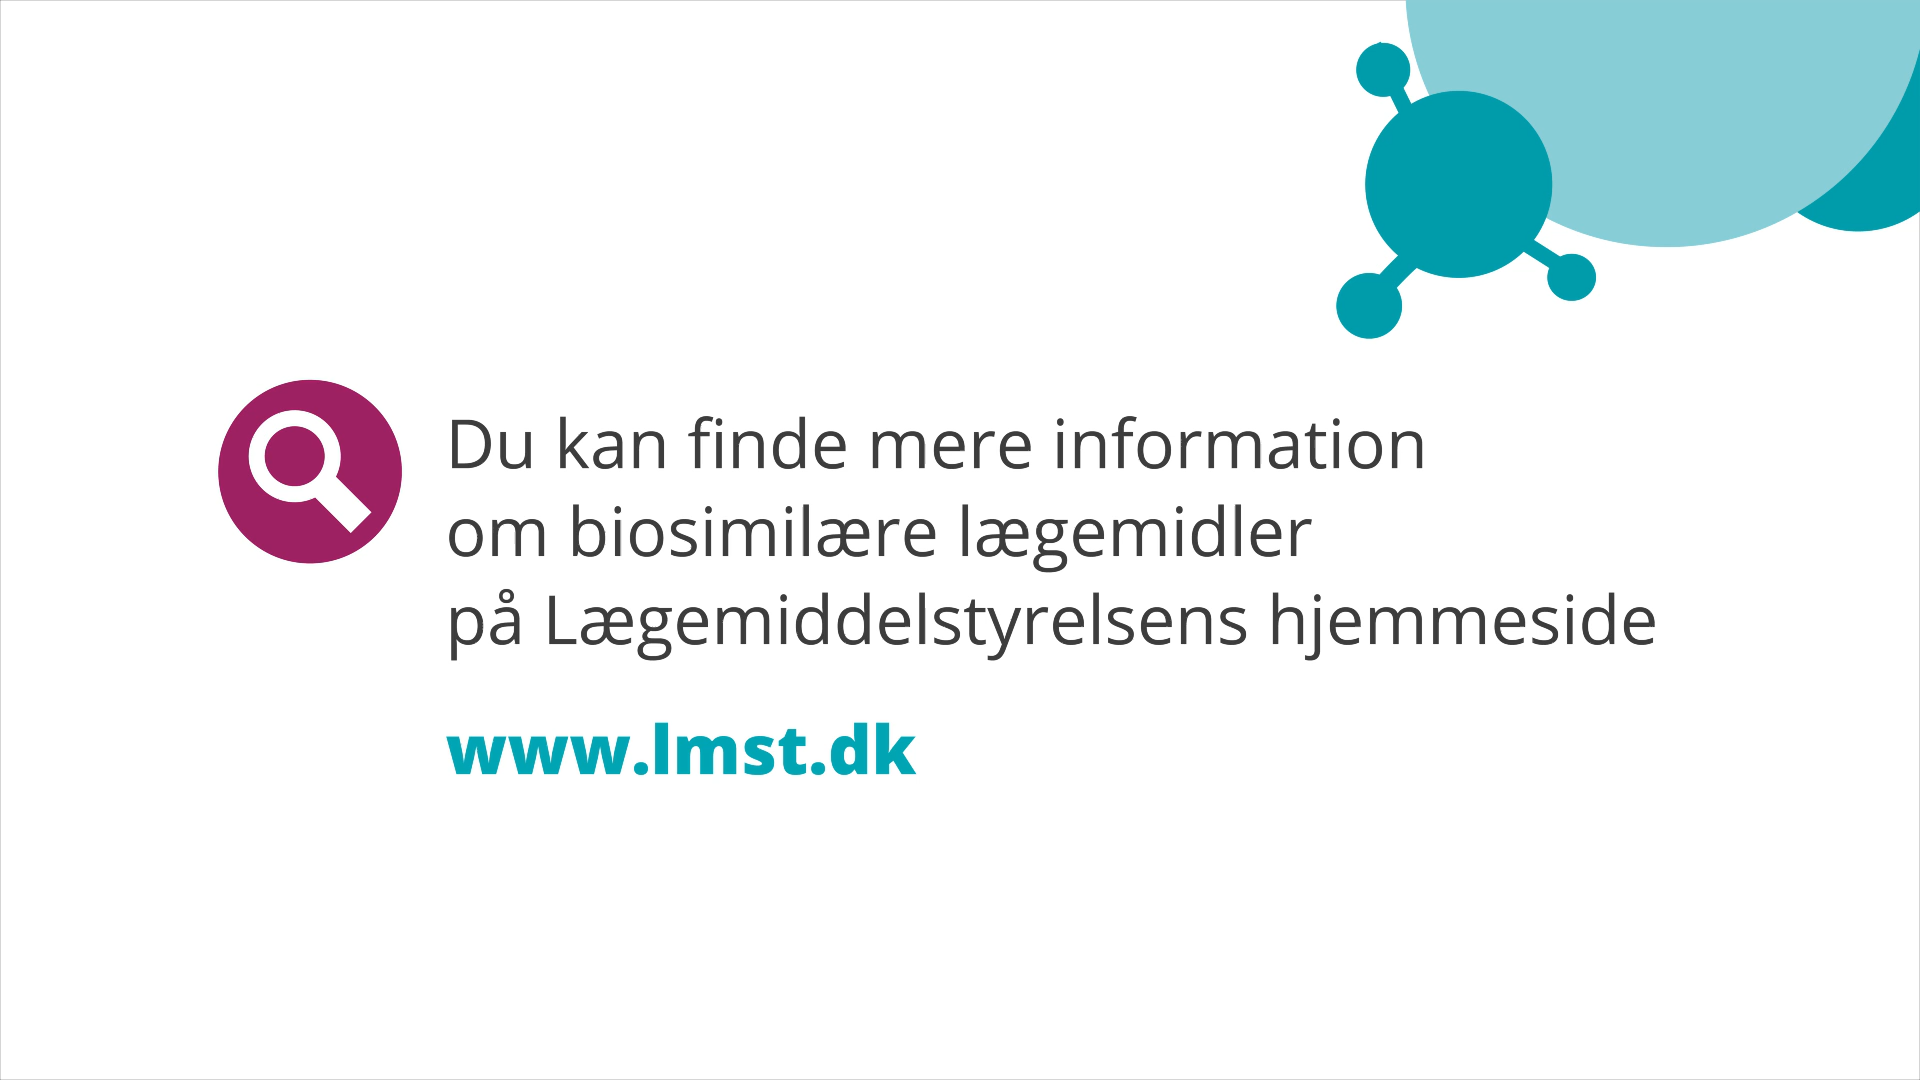 Du kan finde mere information
om biosimilære lægemidler
på Lægemiddelstyrelsens hjemmeside
www.lmst.dk